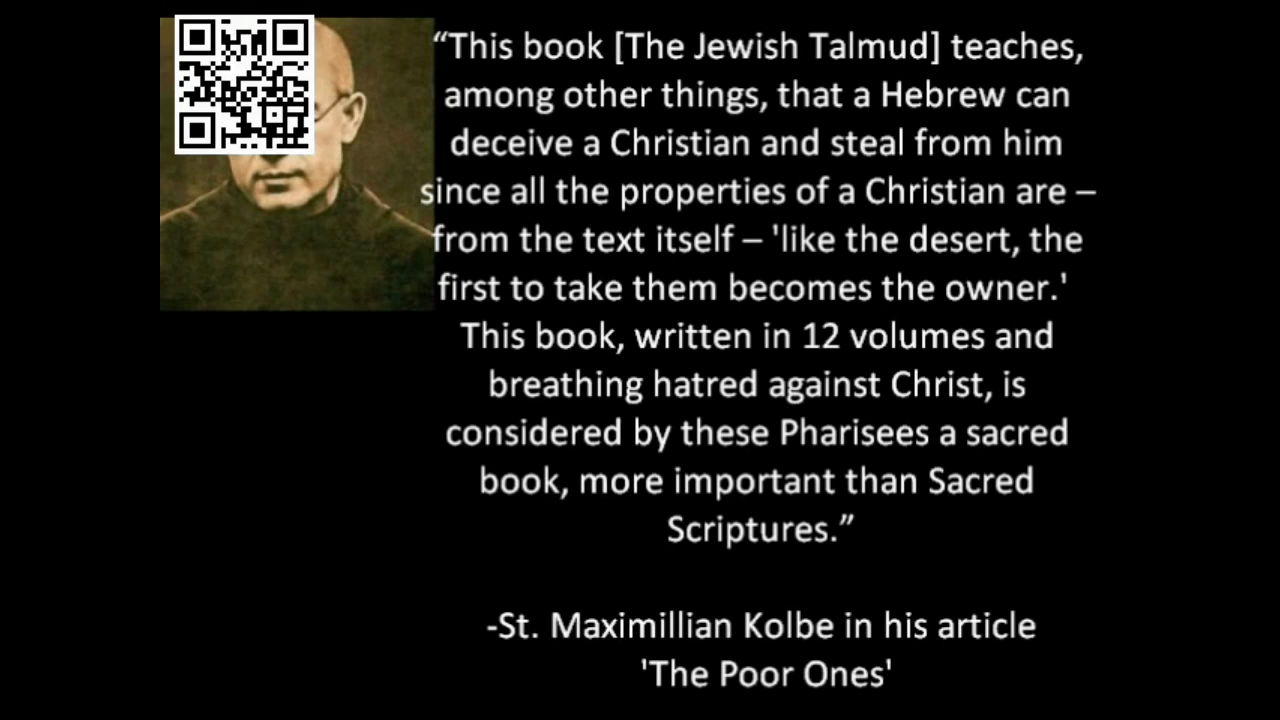 “This book [The Jewish Talmud] teaches,
among other things, that a Hebrew can
deceive a Christian and steal from him
since all the properties of a Christian are –
from the text itself – 'like the desert, the
first to take them becomes the owner.'
This book, written in 12 volumes and
breathing hatred against Christ, is
considered by these Pharisees a sacred
book, more important than Sacred
Scriptures.”
-St. Maximillian Kolbe in his article
'The Poor Ones'